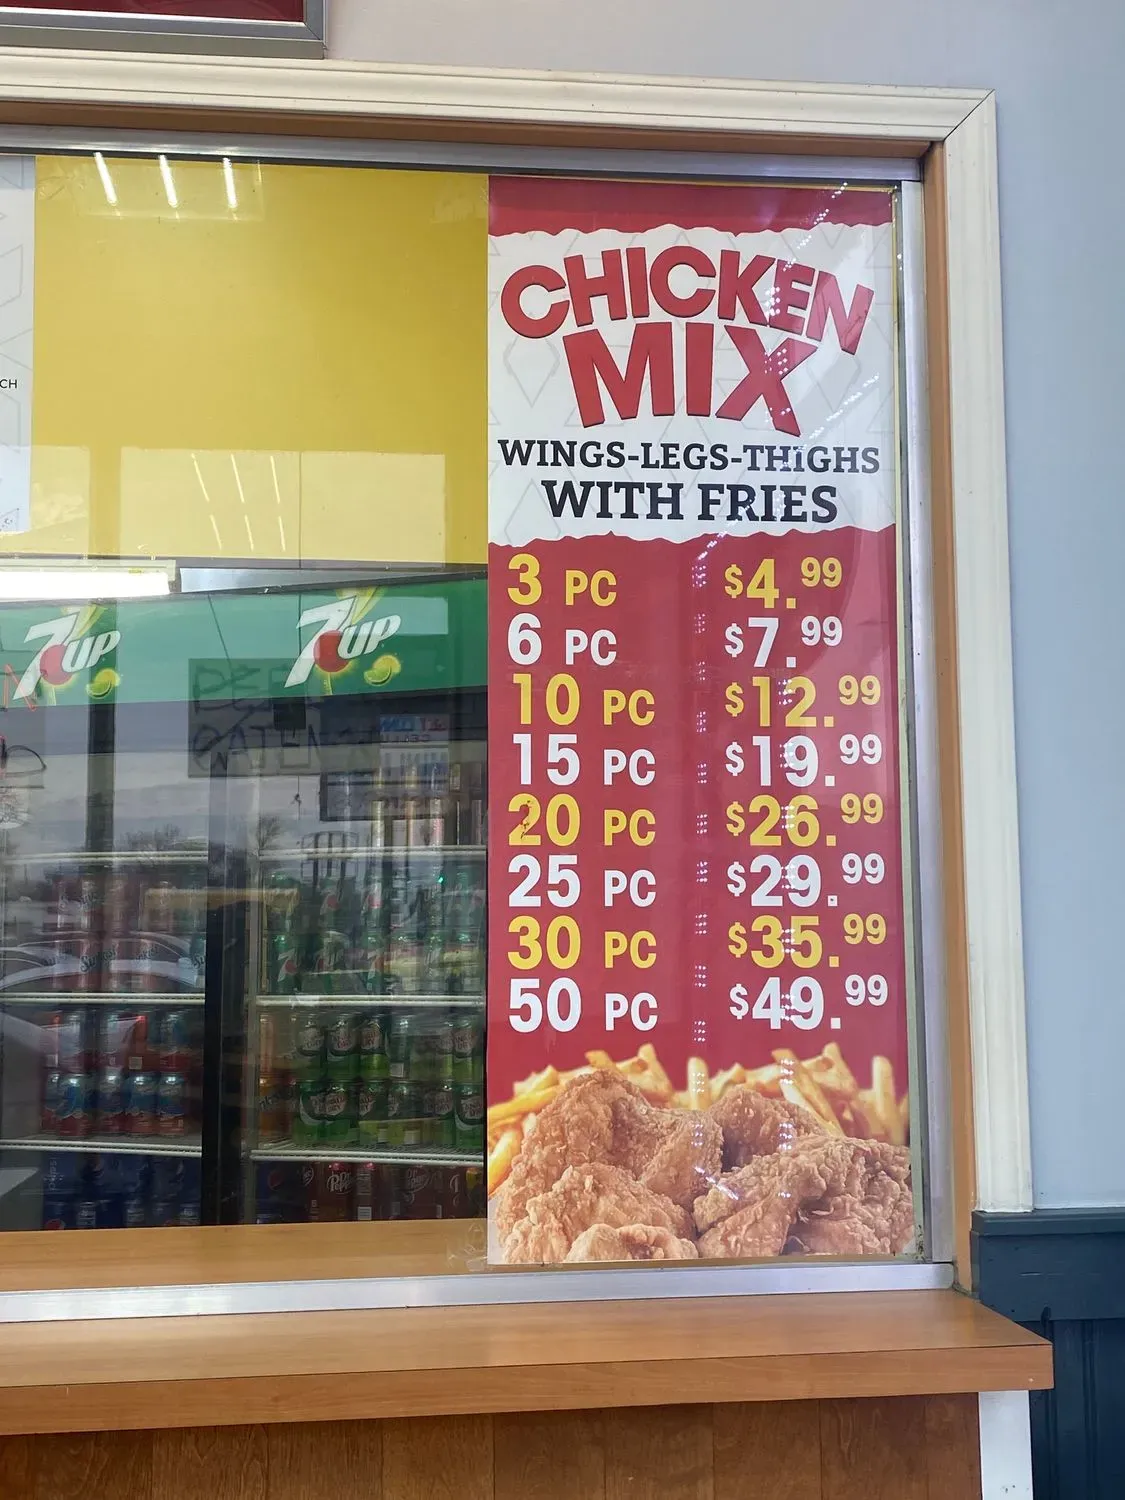 CH
CHICKEN
MIX
WINGS-LEGS-THIGHS
WITH FRIES
3 PC $4.99
6 PC $7.99
10 PC $12.99
15 PC $19.99
20 PC $26.99
25 PC $29.99
30 PC $35.99
50 PC $49.99
7UP
7UP